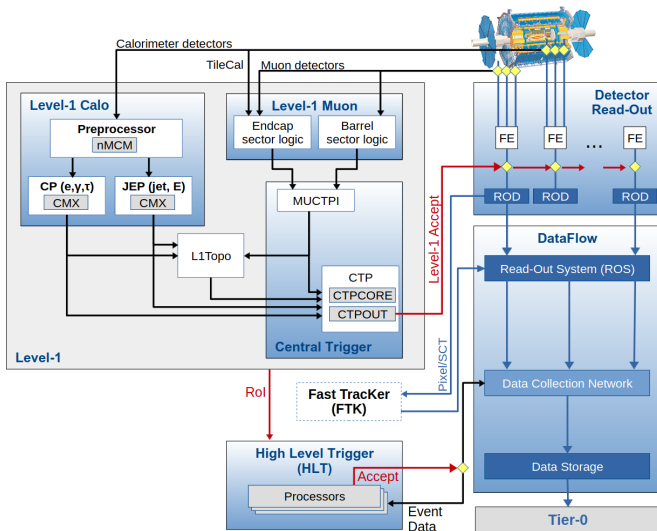 Calorimeter detectors
TileCal
Muon detectors
Level-1 Calo
Preprocessor
nMCM
CP (e,γ,τ)
CMX
JEP (jet, E)
CMX
Level-1 Muon
Endcap
sector logic
Barrel
sector logic
MUCTPI
L1Topo
CTP
CTPCORE
CTPOUT
Central Trigger
Level-1
Detector
Read-Out
FE
FE
...
FE
ROD
ROD
ROD
Level-1 Accept
DataFlow
Read-Out System (ROS)
Pixel/SCT
Data Collection Network
Data Storage
Tier-0
RoI
Fast TracKer
(FTK)
High Level Trigger
(HLT)
Accept
Processors
Event
Data